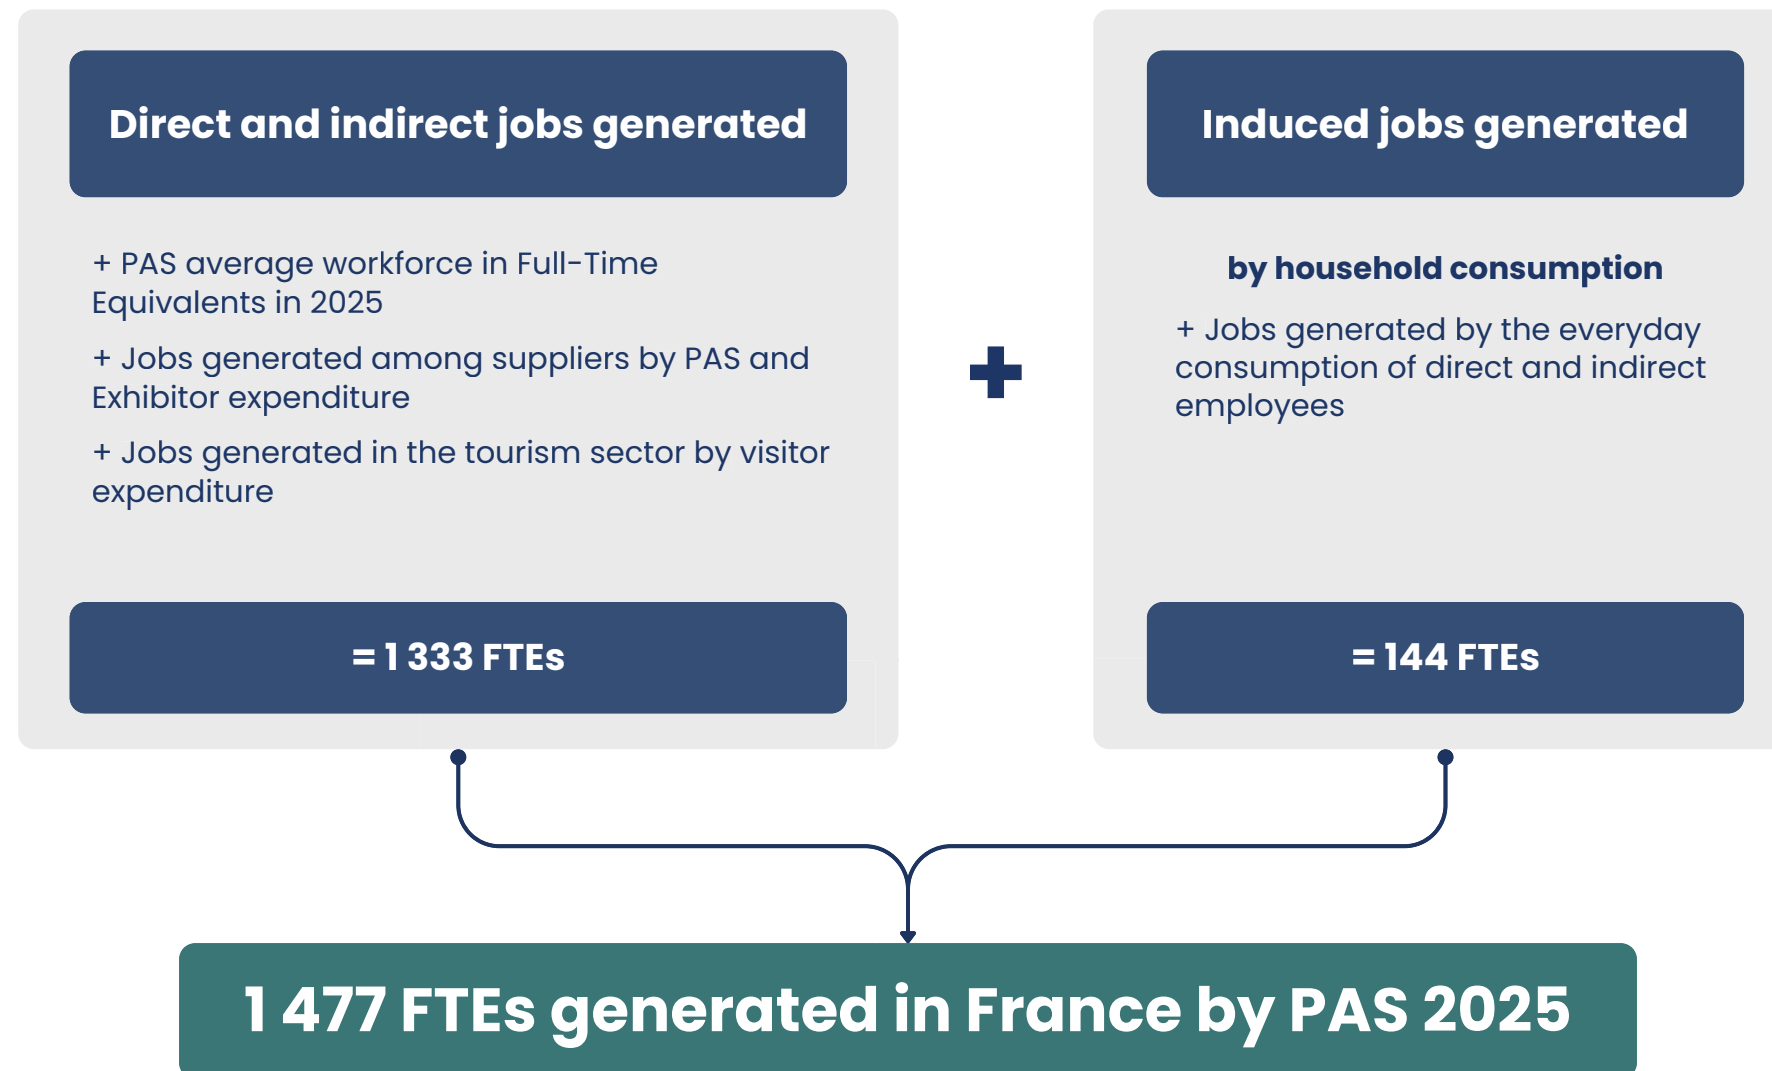 Direct and indirect jobs generated
+ PAS average workforce in Full-Time
Equivalents in 2025
+ Jobs generated among suppliers by PAS and
Exhibitor expenditure
+ Jobs generated in the tourism sector by visitor
expenditure
= 1 333 FTEs
Induced jobs generated
by household consumption
+ Jobs generated by the everyday
consumption of direct and indirect
employees
= 144 FTEs
1 477 FTEs generated in France by PAS 2025